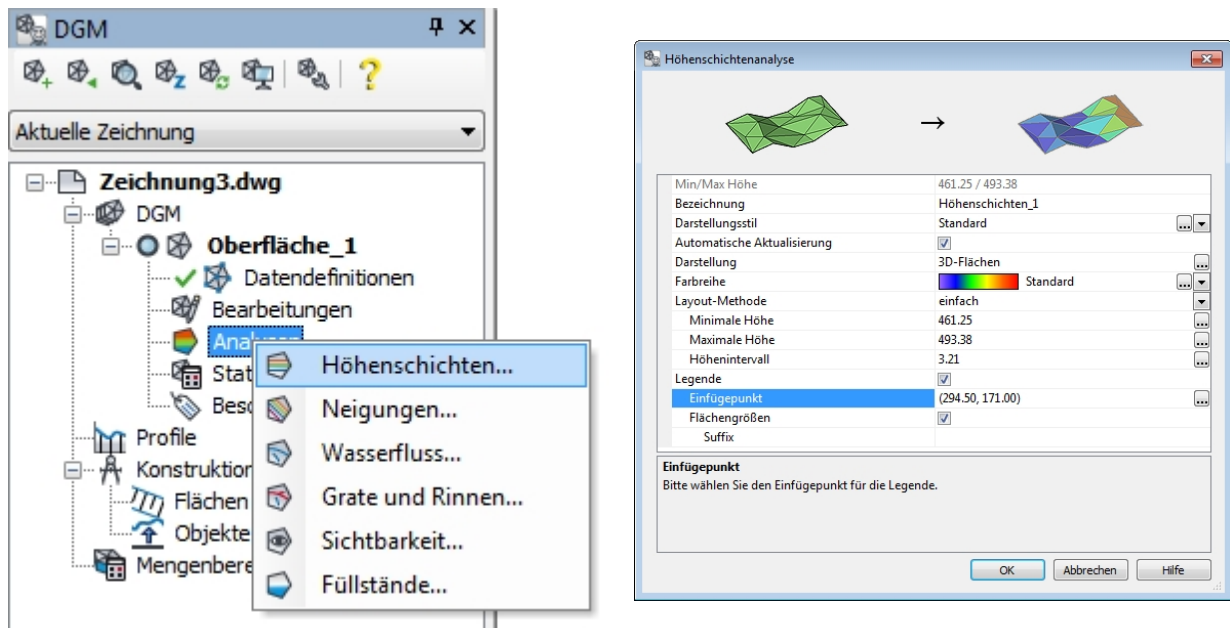 DGM
Aktuelle Zeichnung
Zeichnung3.dwg
DGM
Oberfläche_1
Datendefinitionen
Bearbeitungen
Höhenschichten...
Neigungen...
Wasserfluss...
Grate und Rinnen...
Sichtbarkeit...
Füllstände...
Profile
Flächen
Objekte
Höhenschichtenanalyse
Min/Max Höhe 461.25 / 493.38
Bezeichnung Höhenschichten_1
Darstellungsstil Standard
Automatische Aktualisierung
Darstellung 3D-Flächen
Farbreihe Standard
Layout-Methode einfach
Minimale Höhe 461.25
Maximale Höhe 493.38
Höhenintervall 3.21
Legende
Einfügepunkt (294.50, 171.00)
Flächengrößen
Suffix
Einfügepunkt
Bitte wählen Sie den Einfügepunkt für die Legende.
OK Abbrechen Hilfe